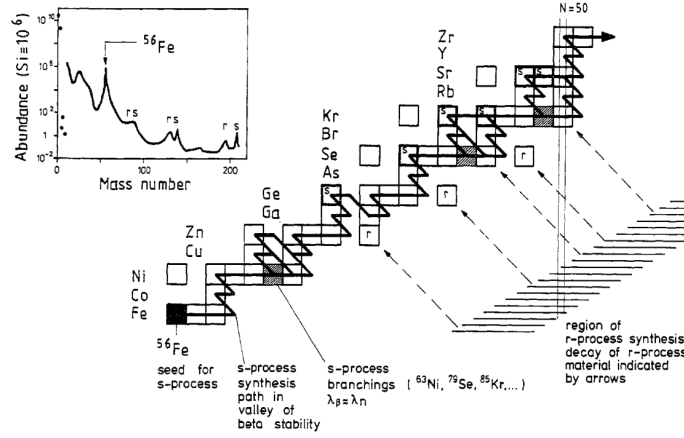 Abundance (Si≡10⁶)
10¹⁰
10⁶
10²
1
10⁻²
0
100
200
Mass number
⁵⁶Fe
r s
r s
r s
N=50
Zr
Y
Sr
Rb
s s
s
s
Kr
Br
Se
As
s
r
s
r
r
Ge
Ga
Zn
Cu
Ni
Co
Fe
⁵⁶Fe
seed for
s-process
s-process
synthesis
path in
valley of
beta stability
s-process
branchings ( ⁶³Ni, ⁷⁹Se, ⁸⁵Kr,...)
λβ≈λn
region of
r-process synthesis
decay of r-process
material indicated
by arrows